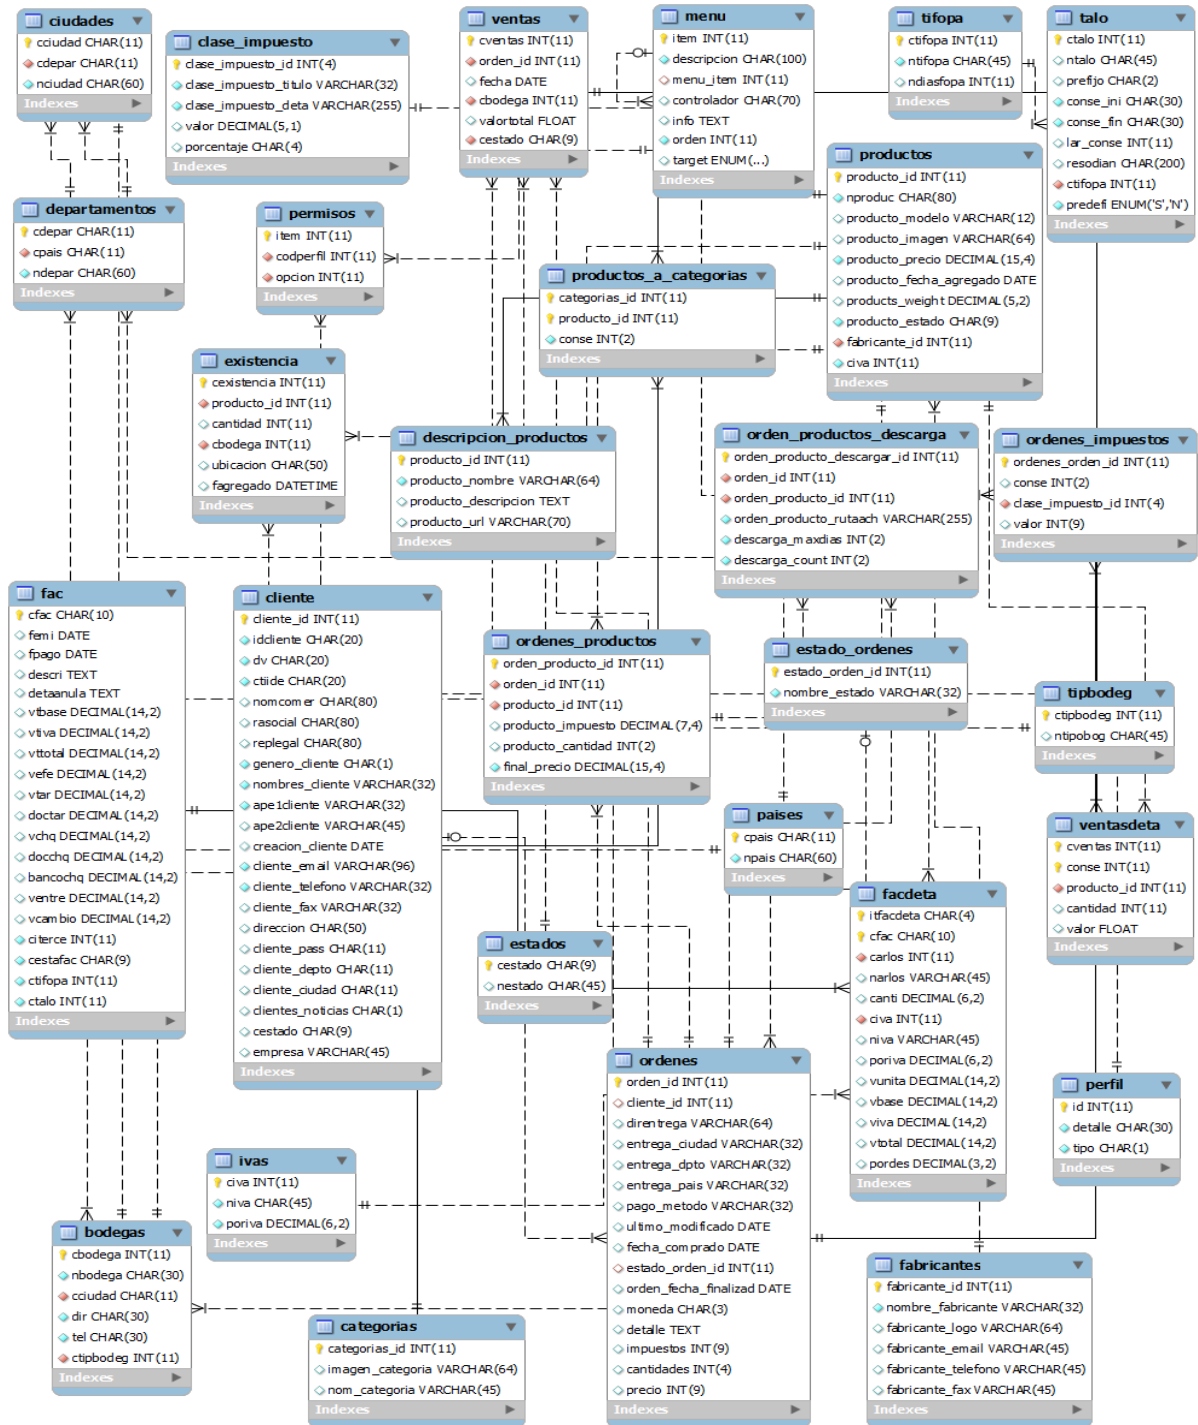 ciudades
cciudad CHAR(11)
cdepar CHAR(11)
nciudad CHAR(60)
Indexes
clase_impuesto
clase_impuesto_id INT(4)
clase_impuesto_titulo VARCHAR(32)
clase_impuesto_deta VARCHAR(255)
valor DECIMAL(5,1)
porcentaje CHAR(4)
Indexes
ventas
cventas INT(11)
orden_id INT(11)
fecha DATE
cbodega INT(11)
valortotal FLOAT
cestado CHAR(9)
Indexes
menu
item INT(11)
descripcion CHAR(100)
menu_item INT(11)
controlador CHAR(70)
info TEXT
orden INT(11)
target ENUM(...)
Indexes
tifopa
ctifopa INT(11)
ntifopa CHAR(45)
ndiasfopa INT(11)
Indexes
talo
ctalo INT(11)
ntalo CHAR(45)
prefijo CHAR(2)
conse_ini CHAR(30)
conse_fin CHAR(30)
lar_conse INT(11)
resodian CHAR(200)
ctifopa INT(11)
predefi ENUM('S','N')
Indexes
departamentos
cdepar CHAR(11)
cpais CHAR(11)
ndepar CHAR(60)
Indexes
permisos
item INT(11)
codperfil INT(11)
opcion INT(11)
Indexes
productos
producto_id INT(11)
nproduc CHAR(80)
producto_modelo VARCHAR(12)
producto_imagen VARCHAR(64)
producto_precio DECIMAL(15,4)
producto_fecha_agregado DATE
products_weight DECIMAL(5,2)
producto_estado CHAR(9)
fabricante_id INT(11)
civa INT(11)
Indexes
productos_a_categorias
categorias_id INT(11)
producto_id INT(11)
conse INT(2)
Indexes
existencia
cexistencia INT(11)
producto_id INT(11)
cantidad INT(11)
cbodega INT(11)
ubicacion CHAR(50)
fagregado DATETIME
Indexes
descripcion_productos
producto_id INT(11)
producto_nombre VARCHAR(64)
producto_descripcion TEXT
producto_url VARCHAR(70)
Indexes
orden_productos_descarga
orden_producto_descargar_id INT(11)
orden_id INT(11)
orden_producto_id INT(11)
orden_producto_rutaach VARCHAR(255)
descarga_maxdias INT(2)
descarga_count INT(2)
Indexes
ordenes_impuestos
ordenes_orden_id INT(11)
conse INT(2)
clase_impuesto_id INT(4)
valor INT(9)
Indexes
fac
cfac CHAR(10)
femi DATE
fpago DATE
descri TEXT
detaanula TEXT
vtbase DECIMAL(14,2)
vtiva DECIMAL(14,2)
vttotal DECIMAL(14,2)
vefe DECIMAL(14,2)
vtar DECIMAL(14,2)
doctar DECIMAL(14,2)
vchq DECIMAL(14,2)
docchq DECIMAL(14,2)
bancochq DECIMAL(14,2)
ventre DECIMAL(14,2)
vcambio DECIMAL(14,2)
citerce INT(11)
cestafac CHAR(9)
ctifopa INT(11)
ctalo INT(11)
Indexes
cliente
cliente_id INT(11)
idcliente CHAR(20)
dv CHAR(20)
ctiide CHAR(20)
nomcomer CHAR(80)
rasocial CHAR(80)
replegal CHAR(80)
genero_cliente CHAR(1)
nombres_cliente VARCHAR(32)
ape1cliente VARCHAR(32)
ape2cliente VARCHAR(45)
creacion_cliente DATE
cliente_email VARCHAR(96)
cliente_telefono VARCHAR(32)
cliente_fax VARCHAR(32)
direccion CHAR(50)
cliente_pass CHAR(11)
cliente_depto CHAR(11)
cliente_ciudad CHAR(11)
clientes_noticias CHAR(1)
cestado CHAR(9)
empresa VARCHAR(45)
Indexes
ordenes_productos
orden_producto_id INT(11)
orden_id INT(11)
producto_id INT(11)
producto_impuesto DECIMAL(7,4)
producto_cantidad INT(2)
final_precio DECIMAL(15,4)
Indexes
estado_ordenes
estado_orden_id INT(11)
nombre_estado VARCHAR(32)
Indexes
tipbodeg
ctipbodeg INT(11)
ntipobog CHAR(45)
Indexes
paises
cpais CHAR(11)
npais CHAR(60)
Indexes
ventasdeta
cventas INT(11)
conse INT(11)
producto_id INT(11)
cantidad INT(11)
valor FLOAT
Indexes
facdeta
itfacdeta CHAR(4)
cfac CHAR(10)
carlos INT(11)
narlos VARCHAR(45)
canti DECIMAL(6,2)
civa INT(11)
niva VARCHAR(45)
poriva DECIMAL(6,2)
vunita DECIMAL(14,2)
vbase DECIMAL(14,2)
viva DECIMAL(14,2)
vtotal DECIMAL(14,2)
pordes DECIMAL(3,2)
Indexes
estados
cestado CHAR(9)
nestado CHAR(45)
Indexes
ordenes
orden_id INT(11)
cliente_id INT(11)
direntrega VARCHAR(64)
entrega_ciudad VARCHAR(32)
entrega_dpto VARCHAR(32)
entrega_pais VARCHAR(32)
pago_metodo VARCHAR(32)
ultimo_modificado DATE
fecha_comprado DATE
estado_orden_id INT(11)
orden_fecha_finalizad DATE
moneda CHAR(3)
detalle TEXT
impuestos INT(9)
cantidades INT(4)
precio INT(9)
Indexes
perfil
id INT(11)
detalle CHAR(30)
tipo CHAR(1)
Indexes
ivas
civa INT(11)
niva CHAR(45)
poriva DECIMAL(6,2)
Indexes
bodegas
cbodega INT(11)
nbodega CHAR(30)
cciudad CHAR(11)
dir CHAR(30)
tel CHAR(30)
ctipbodeg INT(11)
Indexes
categorias
categorias_id INT(11)
imagen_categoria VARCHAR(64)
nom_categoria VARCHAR(45)
Indexes
fabricantes
fabricante_id INT(11)
nombre_fabricante VARCHAR(32)
fabricante_logo VARCHAR(64)
fabricante_email VARCHAR(45)
fabricante_telefono VARCHAR(45)
fabricante_fax VARCHAR(45)
Indexes